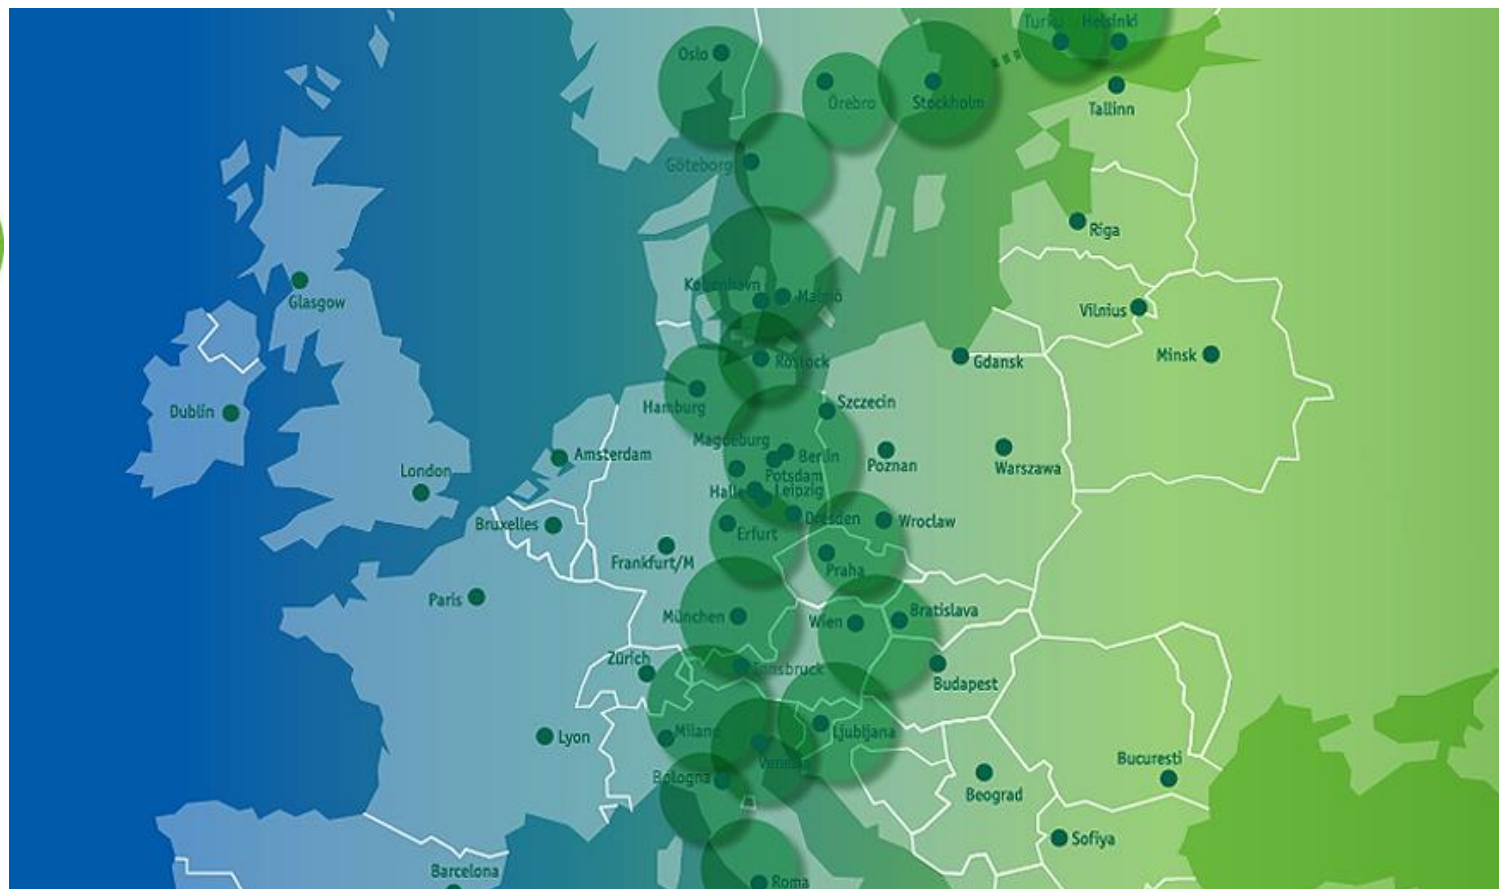 Turku
Helsinki
Oslo
Örebro
Stockholm
Tallinn
Göteborg
Riga
København
Malmö
Glasgow
Vilnius
Minsk
Rostock
Gdansk
Hamburg
Szczecin
Dublin
Magdeburg
Berlin
Amsterdam
Poznan
Warszawa
London
Potsdam
Halle
Leipzig
Bruxelles
Dresden
Wroclaw
Erfurt
Frankfurt/M
Praha
Paris
München
Wien
Bratislava
Zürich
Innsbruck
Budapest
Milano
Ljubljana
Lyon
Venezia
Bologna
Bucuresti
Beograd
Sofiya
Barcelona
Roma